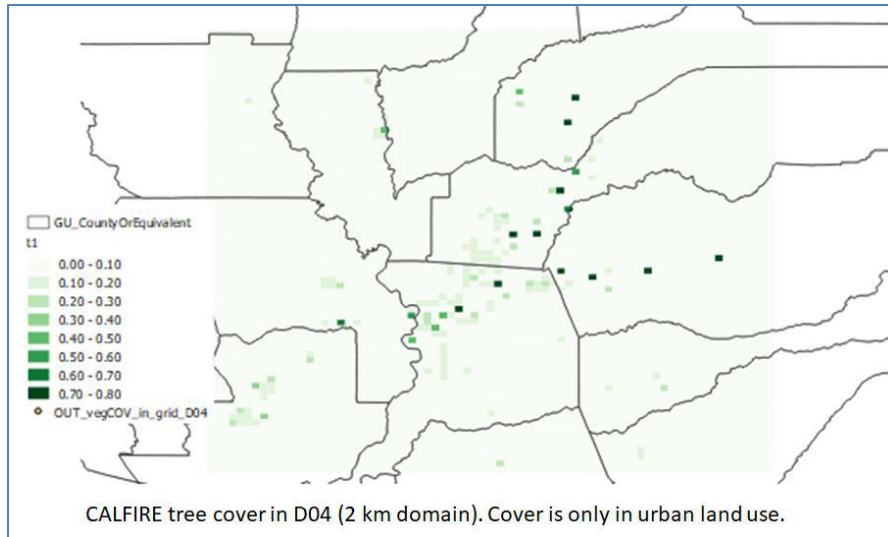 GU_CountyOrEquivalent
t1
0.00 - 0.10
0.10 - 0.20
0.20 - 0.30
0.30 - 0.40
0.40 - 0.50
0.50 - 0.60
0.60 - 0.70
0.70 - 0.80
OUT_vegCOV_in_grid_D04
CALFIRE tree cover in D04 (2 km domain). Cover is only in urban land use.